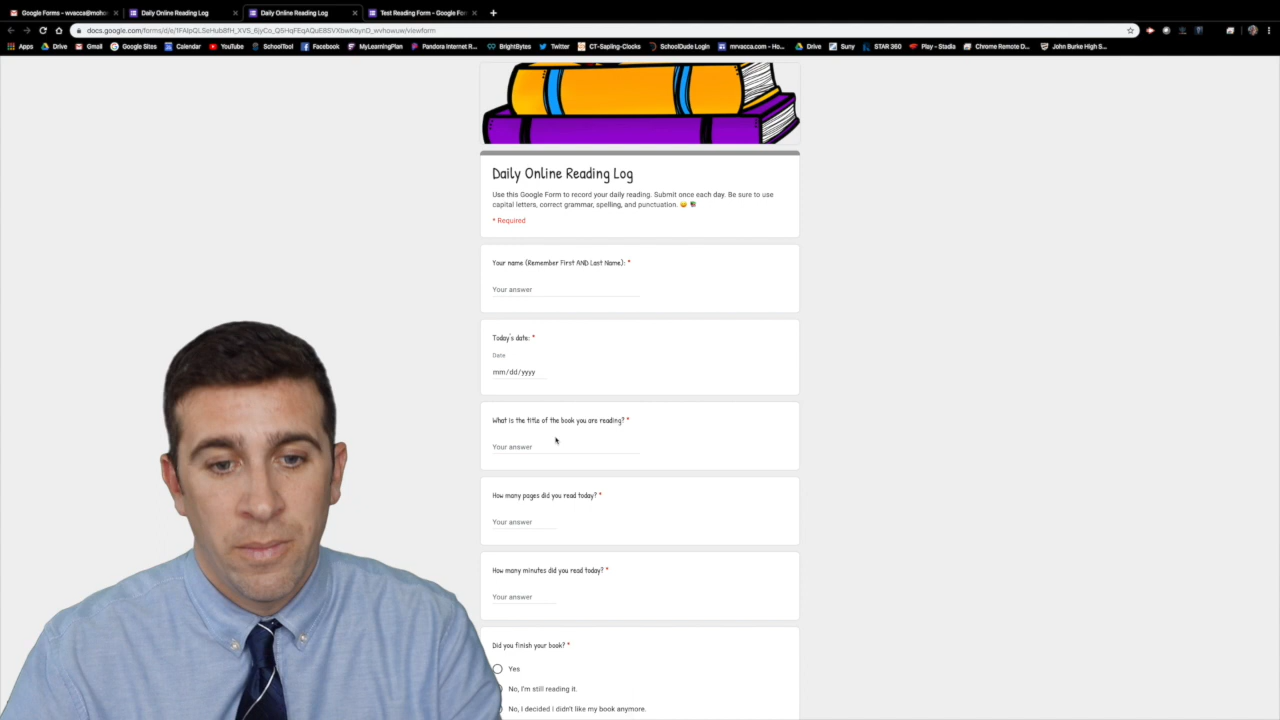 Google Forms - wvacca@moho
Daily Online Reading Log
Daily Online Reading Log
Test Reading Form - Google For
Apps
Drive
Gmail
Google Sites
Calendar
YouTube
SchoolTool
Facebook
MyLearningPlan
Pandora Internet R...
BrightBytes
Twitter
CT-Sapling-Clocks
SchoolDude Login
mrvacca.com - Ho...
Drive
Suny
STAR 360
Play - Stadia
Chrome Remote D...
John Burke High S...
Daily Online Reading Log
Use this Google Form to record your daily reading. Submit once each day. Be sure to use
capital letters, correct grammar, spelling, and punctuation. 😀 📚
* Required
Your name (Remember First AND Last Name): *
Your answer
Today's date: *
Date
mm/dd/yyyy
What is the title of the book you are reading? *
Your answer
How many pages did you read today? *
Your answer
How many minutes did you read today? *
Your answer
Did you finish your book? *
Yes
No, I'm still reading it.
No, I decided I didn't like my book anymore.